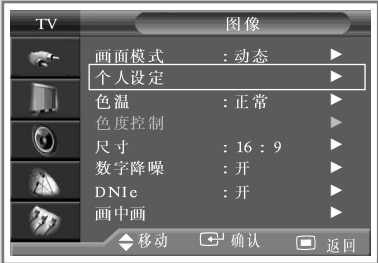 TV 图像
画面模式 : 动态
个人设定
色温 : 正常
色度控制
尺寸 : 16 : 9
数字降噪 : 开
DNIe : 开
画中画
移动 确认 返回